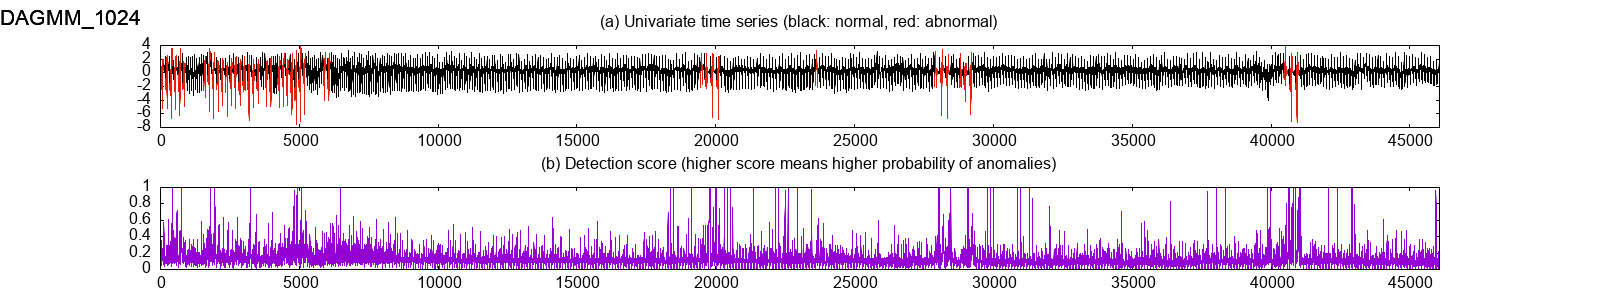 DAGMM_1024
(a) Univariate time series (black: normal, red: abnormal)
4
2
0
-2
-4
-6
-8
0 5000 10000 15000 20000 25000 30000 35000 40000 45000
(b) Detection score (higher score means higher probability of anomalies)
1
0.8
0.6
0.4
0.2
0
0 5000 10000 15000 20000 25000 30000 35000 40000 45000